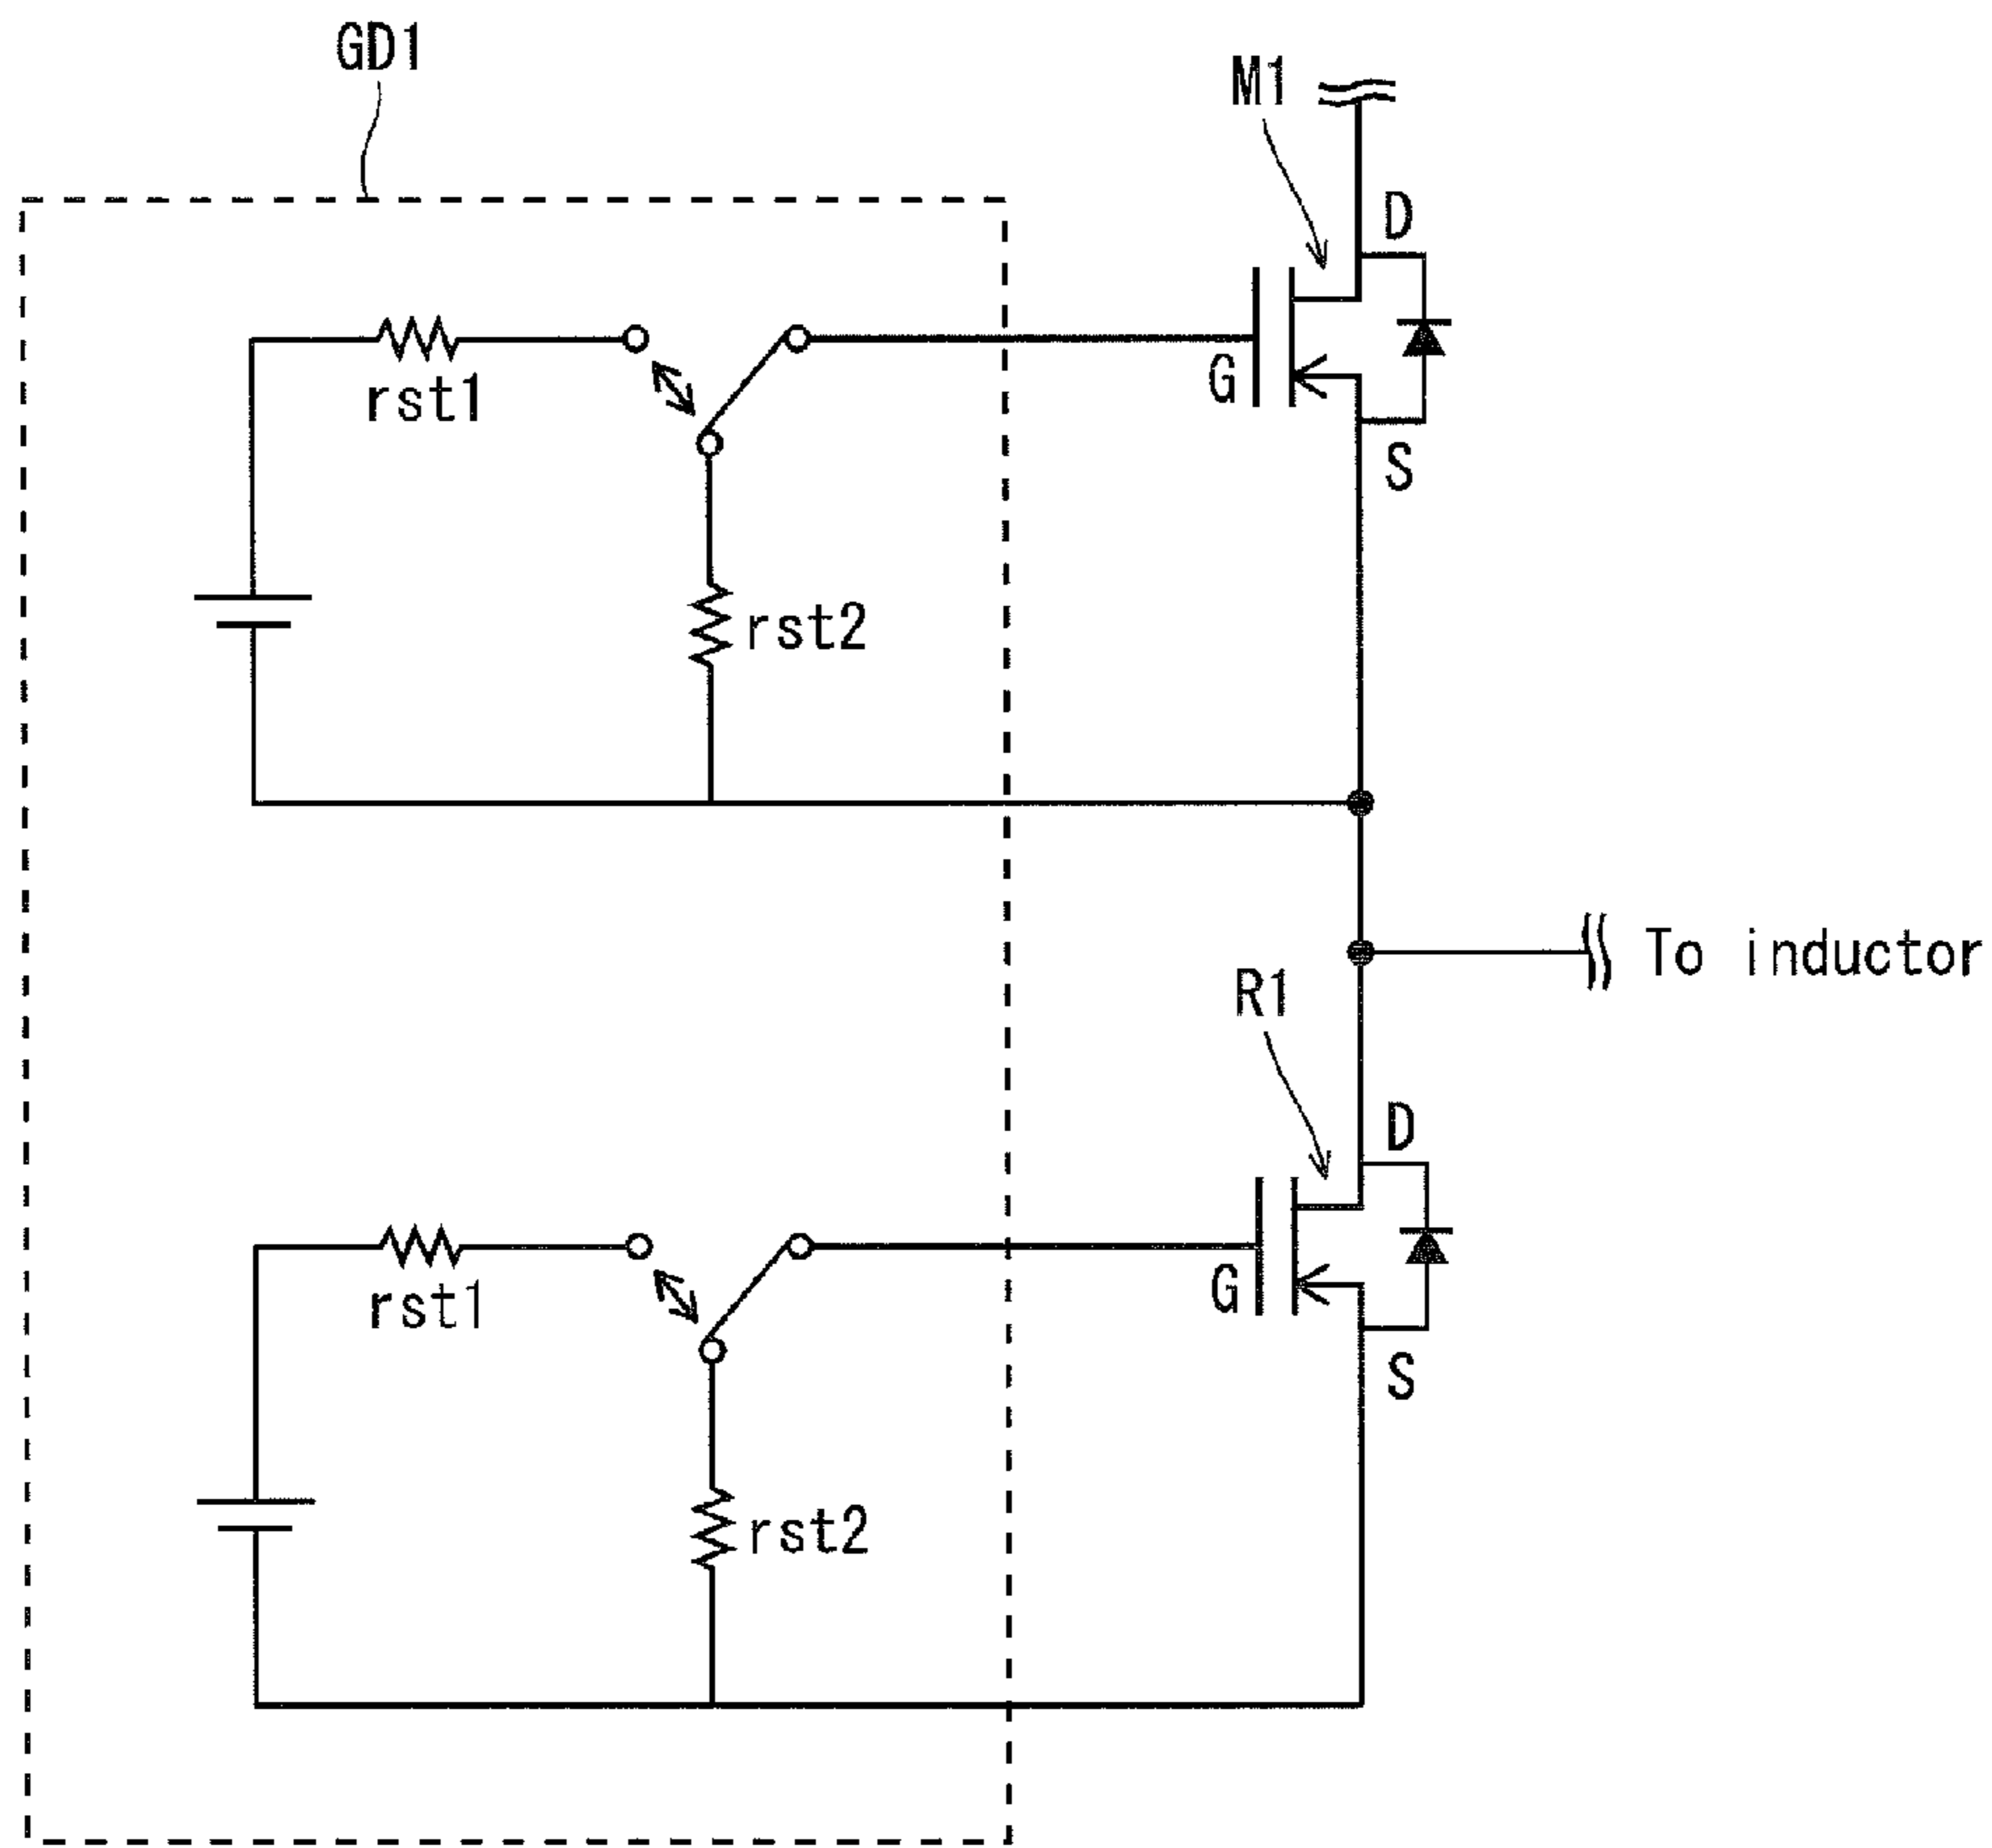 GD1
M1
D
rst1
G
S
rst2
To inductor
R1
D
rst1
G
S
rst2